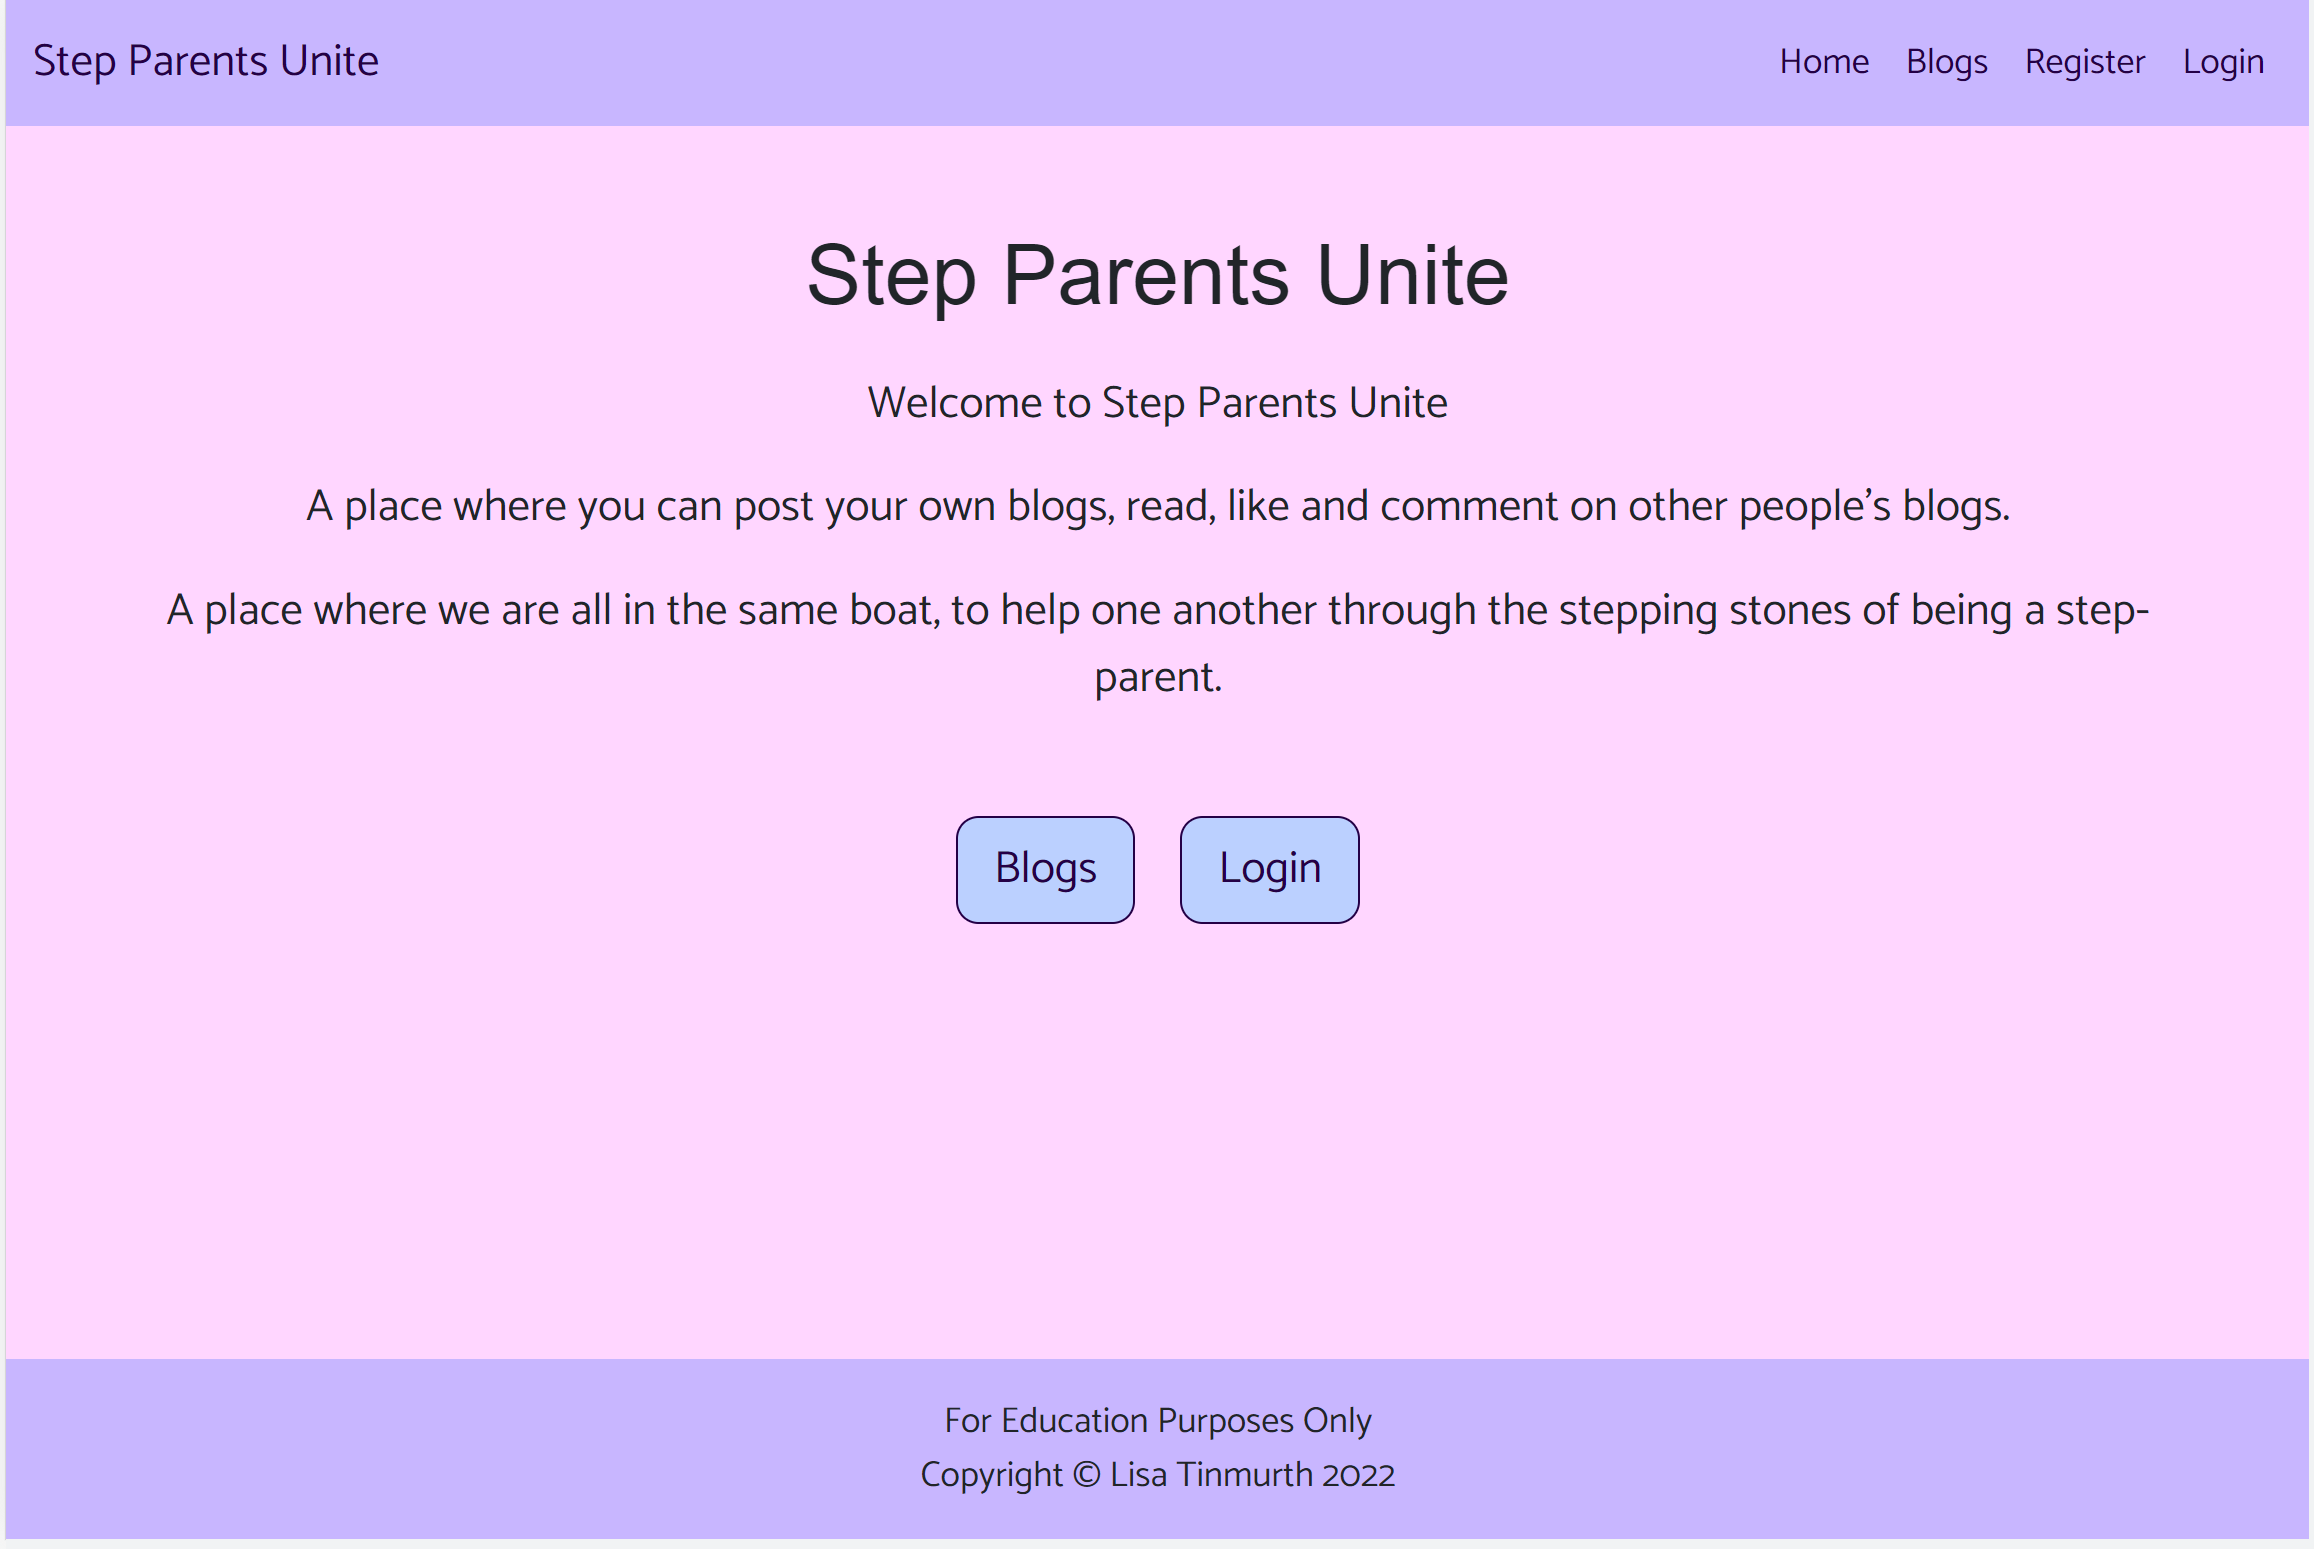 Step Parents Unite
Home Blogs Register Login
Step Parents Unite
Welcome to Step Parents Unite
A place where you can post your own blogs, read, like and comment on other people's blogs.
A place where we are all in the same boat, to help one another through the stepping stones of being a step-
parent.
Blogs Login
For Education Purposes Only
Copyright © Lisa Tinmurth 2022